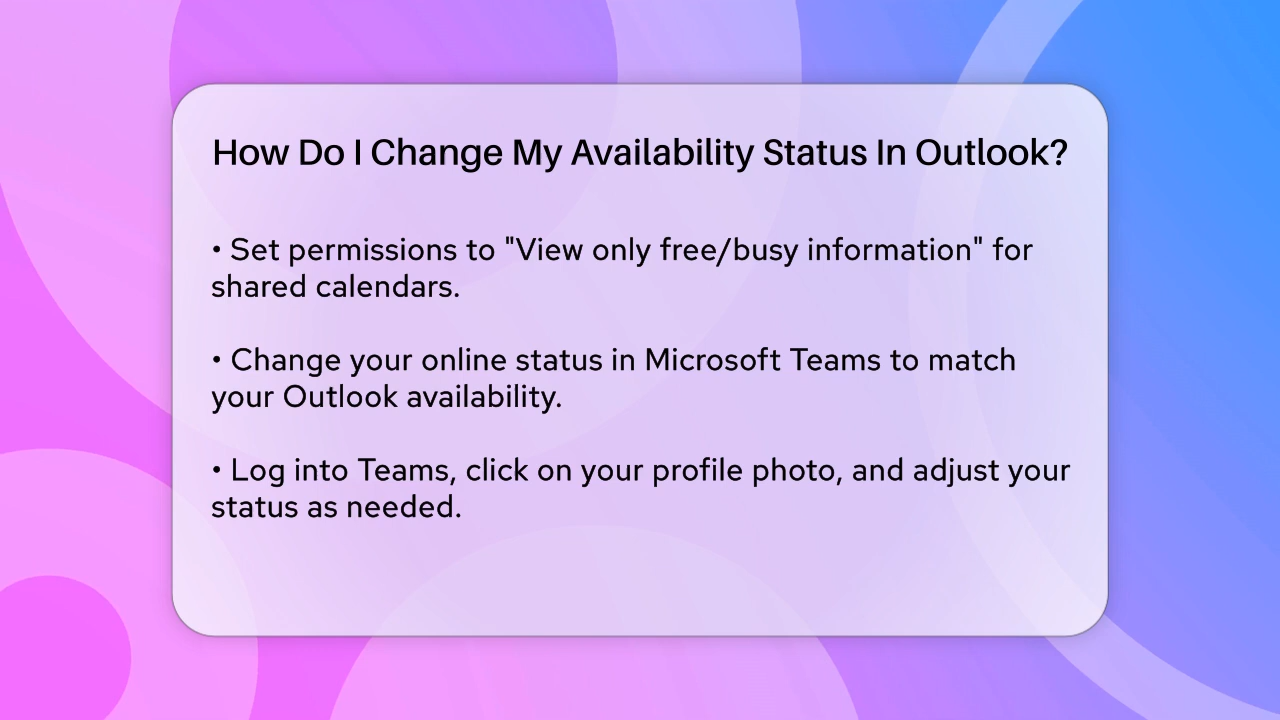 How Do I Change My Availability Status In Outlook?
• Set permissions to "View only free/busy information" for
shared calendars.
• Change your online status in Microsoft Teams to match
your Outlook availability.
• Log into Teams, click on your profile photo, and adjust your
status as needed.